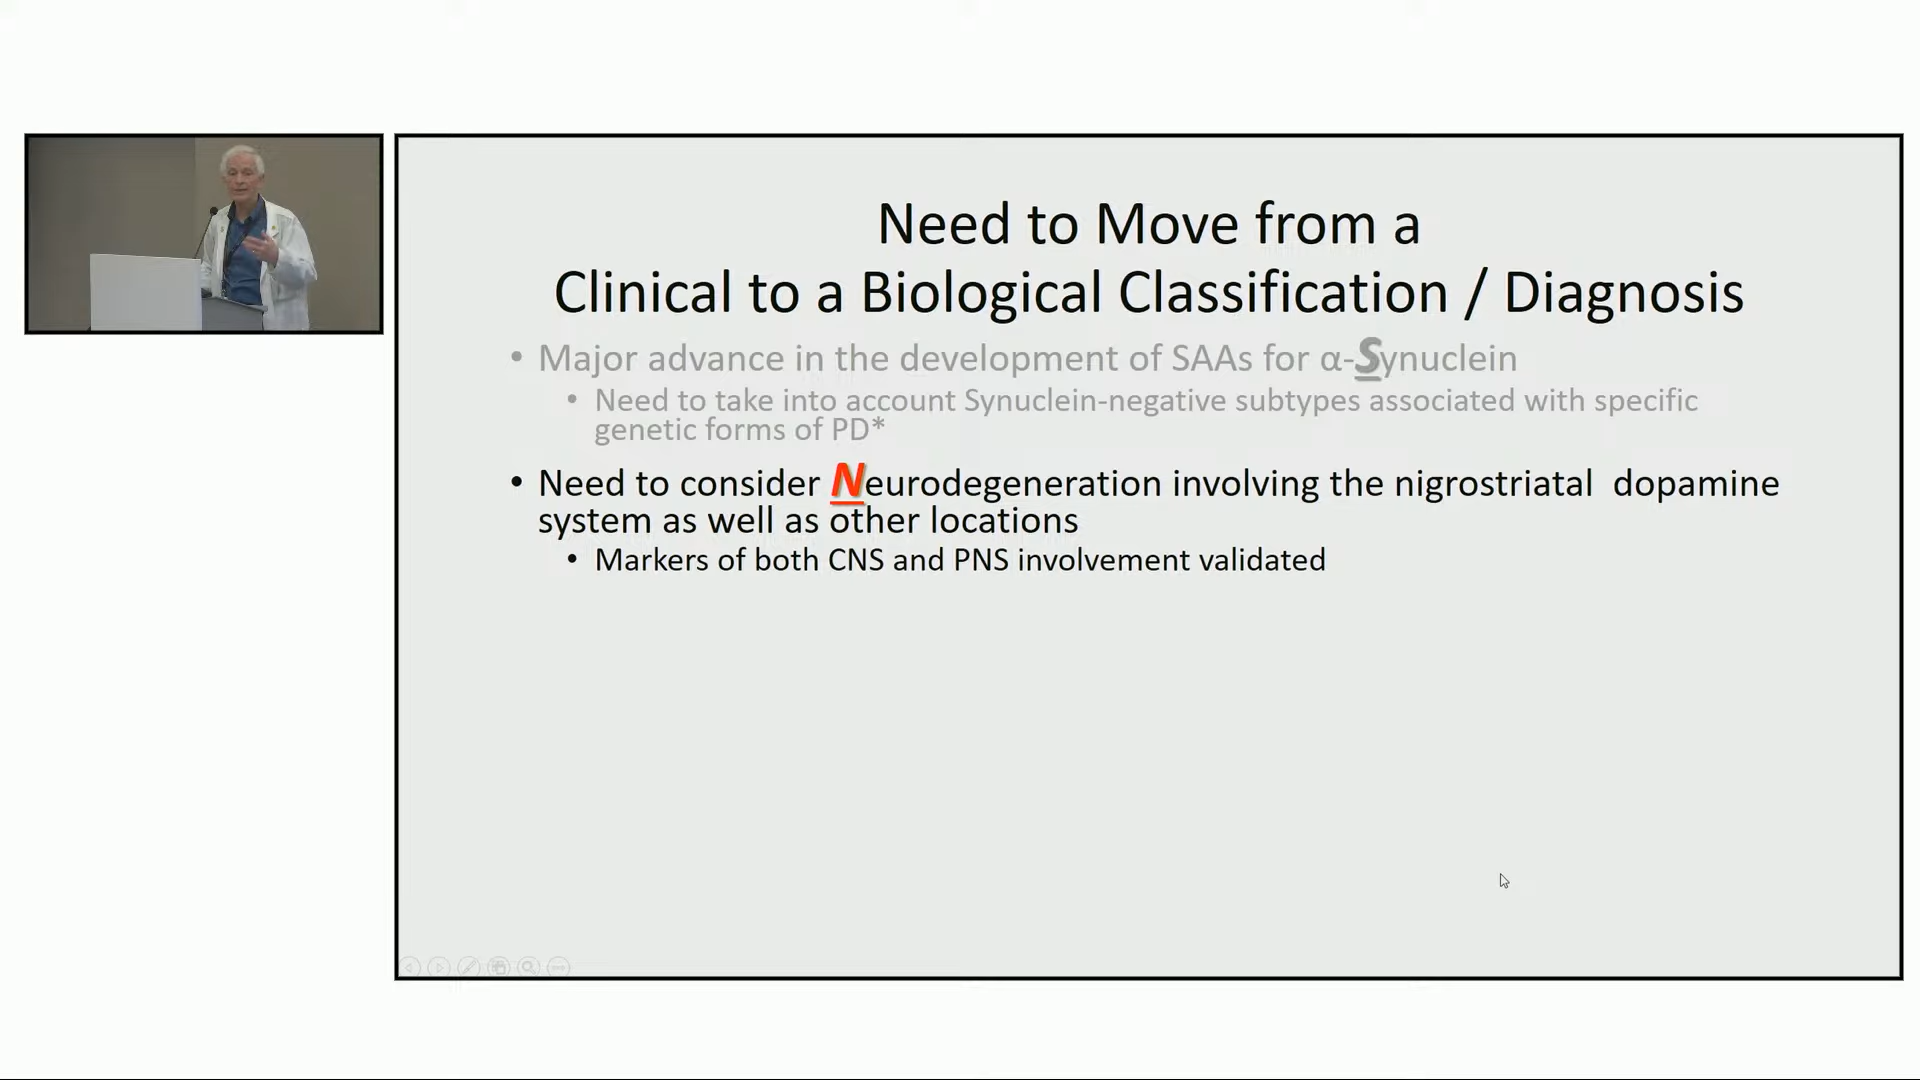 Need to Move from a
Clinical to a Biological Classification / Diagnosis
• Major advance in the development of SAAs for α-Synuclein
• Need to take into account Synuclein-negative subtypes associated with specific
genetic forms of PD*
• Need to consider Neurodegeneration involving the nigrostriatal dopamine
system as well as other locations
• Markers of both CNS and PNS involvement validated